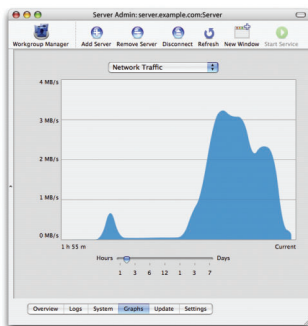 Server Admin: server.example.com:Server
Workgroup Manager Add Server Remove Server Disconnect Refresh New Window Start Service
Network Traffic
4 MB/s
3 MB/s
2 MB/s
1 MB/s
0 MB/s
1 h 55 m Current
Hours Days
1 3 6 12 1 3 7
Overview Logs System Graphs Update Settings